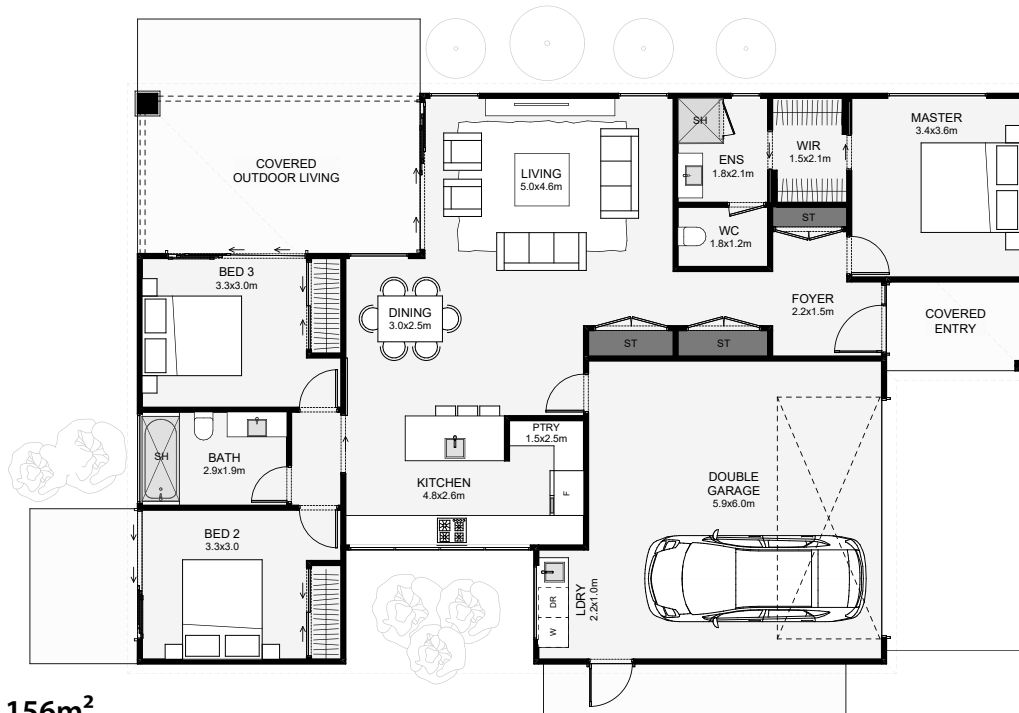 SH
ENS
1.8x2.1m
WIR
1.5x2.1m
MASTER
3.4x3.6m
COVERED
OUTDOOR LIVING
LIVING
5.0x4.6m
WC
1.8x1.2m
ST
BED 3
3.3x3.0m
DINING
3.0x2.5m
FOYER
2.2x1.5m
COVERED
ENTRY
ST
ST
SH
BATH
2.9x1.9m
PTRY
1.5x2.5m
KITCHEN
4.8x2.6m
F
DOUBLE
GARAGE
5.9x6.0m
BED 2
3.3x3.0
DR
W
LDRY
2.2x1.0m
156m²